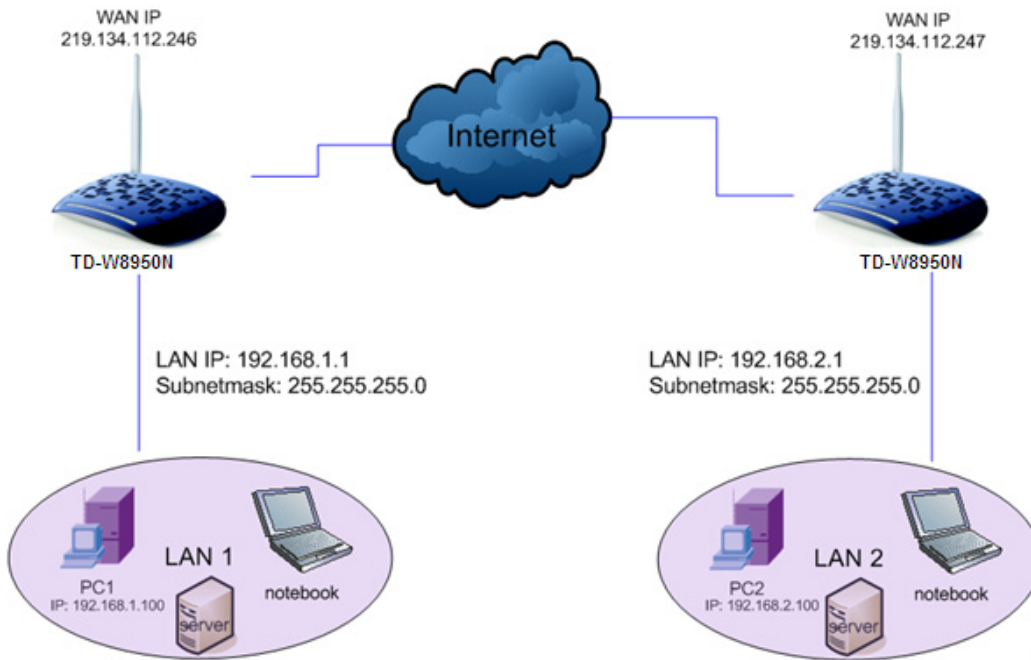 WAN IP
219.134.112.246
WAN IP
219.134.112.247
Internet
TD-W8950N
TD-W8950N
LAN IP: 192.168.1.1
Subnetmask: 255.255.255.0
LAN IP: 192.168.2.1
Subnetmask: 255.255.255.0
LAN 1
PC1
IP: 192.168.1.100
notebook
server
LAN 2
PC2
IP: 192.168.2.100
notebook
server